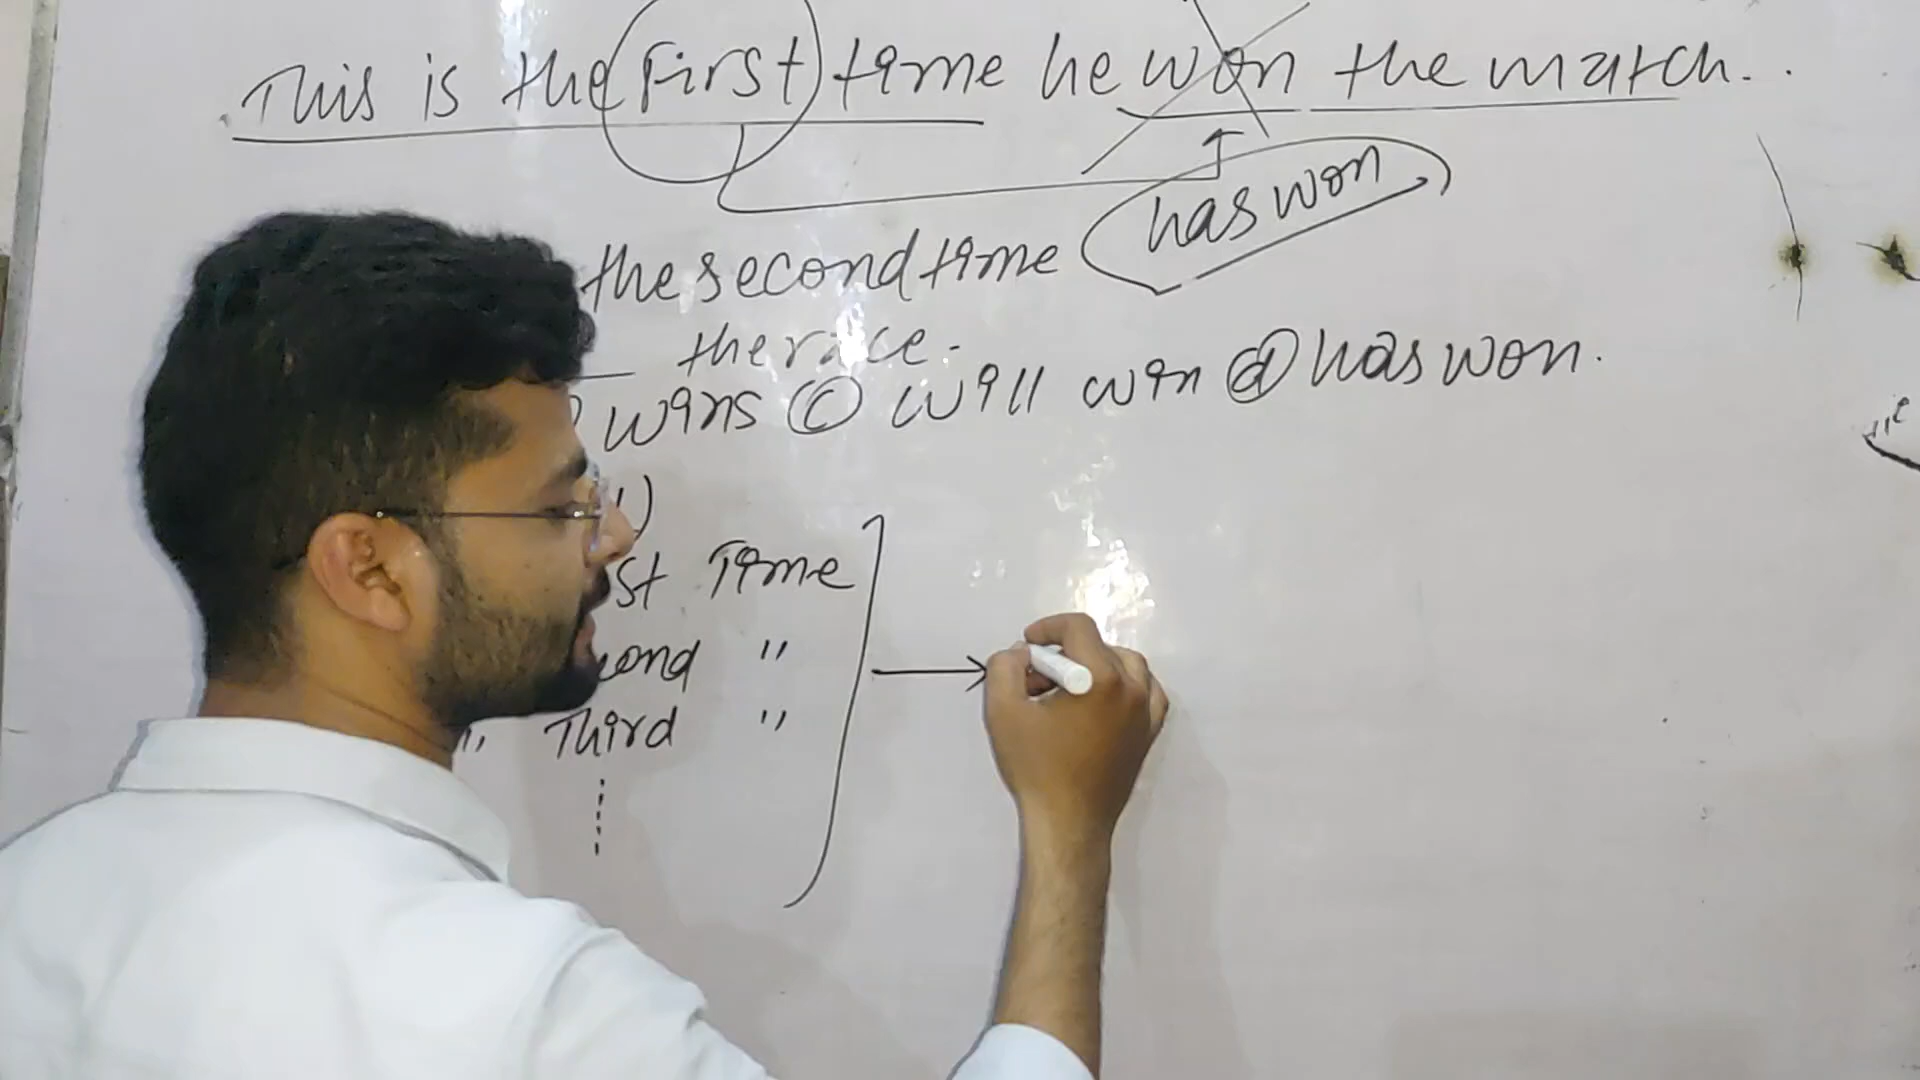 This is the First time he won the match.
has won
the second time
the race.
wins ⓒ will win ⓓ has won.
st Time
cond "
Third "